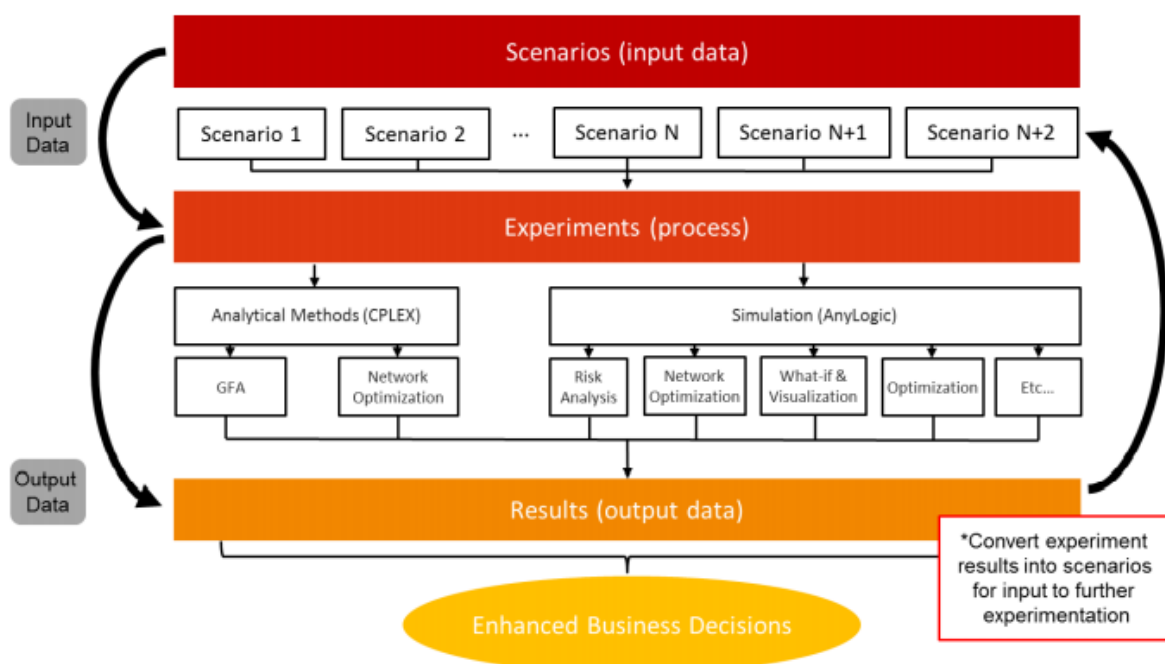 Scenarios (input data)
Input
Data
Scenario 1
Scenario 2
...
Scenario N
Scenario N+1
Scenario N+2
Experiments (process)
Analytical Methods (CPLEX)
Simulation (AnyLogic)
GFA
Network
Optimization
Risk
Analysis
Network
Optimization
What-if &
Visualization
Optimization
Etc...
Output
Data
Results (output data)
*Convert experiment
results into scenarios
for input to further
experimentation
Enhanced Business Decisions